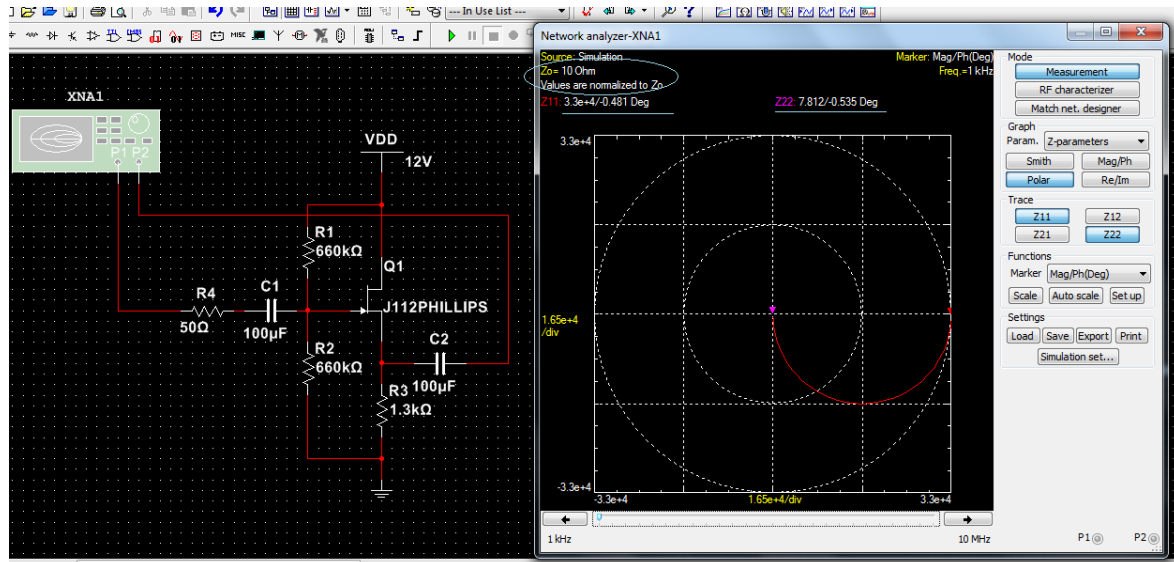 --- In Use List ---
MISC
XNA1
P1 P2
VDD
12V
R1
660kΩ
Q1
J112PHILLIPS
R4
50Ω
C1
100µF
R2
660kΩ
C2
100µF
R3
1.3kΩ
Network analyzer-XNA1
Source: Simulation
Marker: Mag/Ph(Deg)
Zo= 10 Ohm
Freq.=1 kHz
Values are normalized to Zo
Z11: 3.3e+4/-0.481 Deg
Z22: 7.812/-0.535 Deg
3.3e+4
1.65e+4
/div
-3.3e+4
-3.3e+4
1.65e+4/div
3.3e+4
1 kHz
10 MHz
Mode
Measurement
RF characterizer
Match net. designer
Graph
Param. Z-parameters
Smith
Mag/Ph
Polar
Re/Im
Trace
Z11
Z12
Z21
Z22
Functions
Marker Mag/Ph(Deg)
Scale
Auto scale
Set up
Settings
Load
Save
Export
Print
Simulation set...
P1
P2